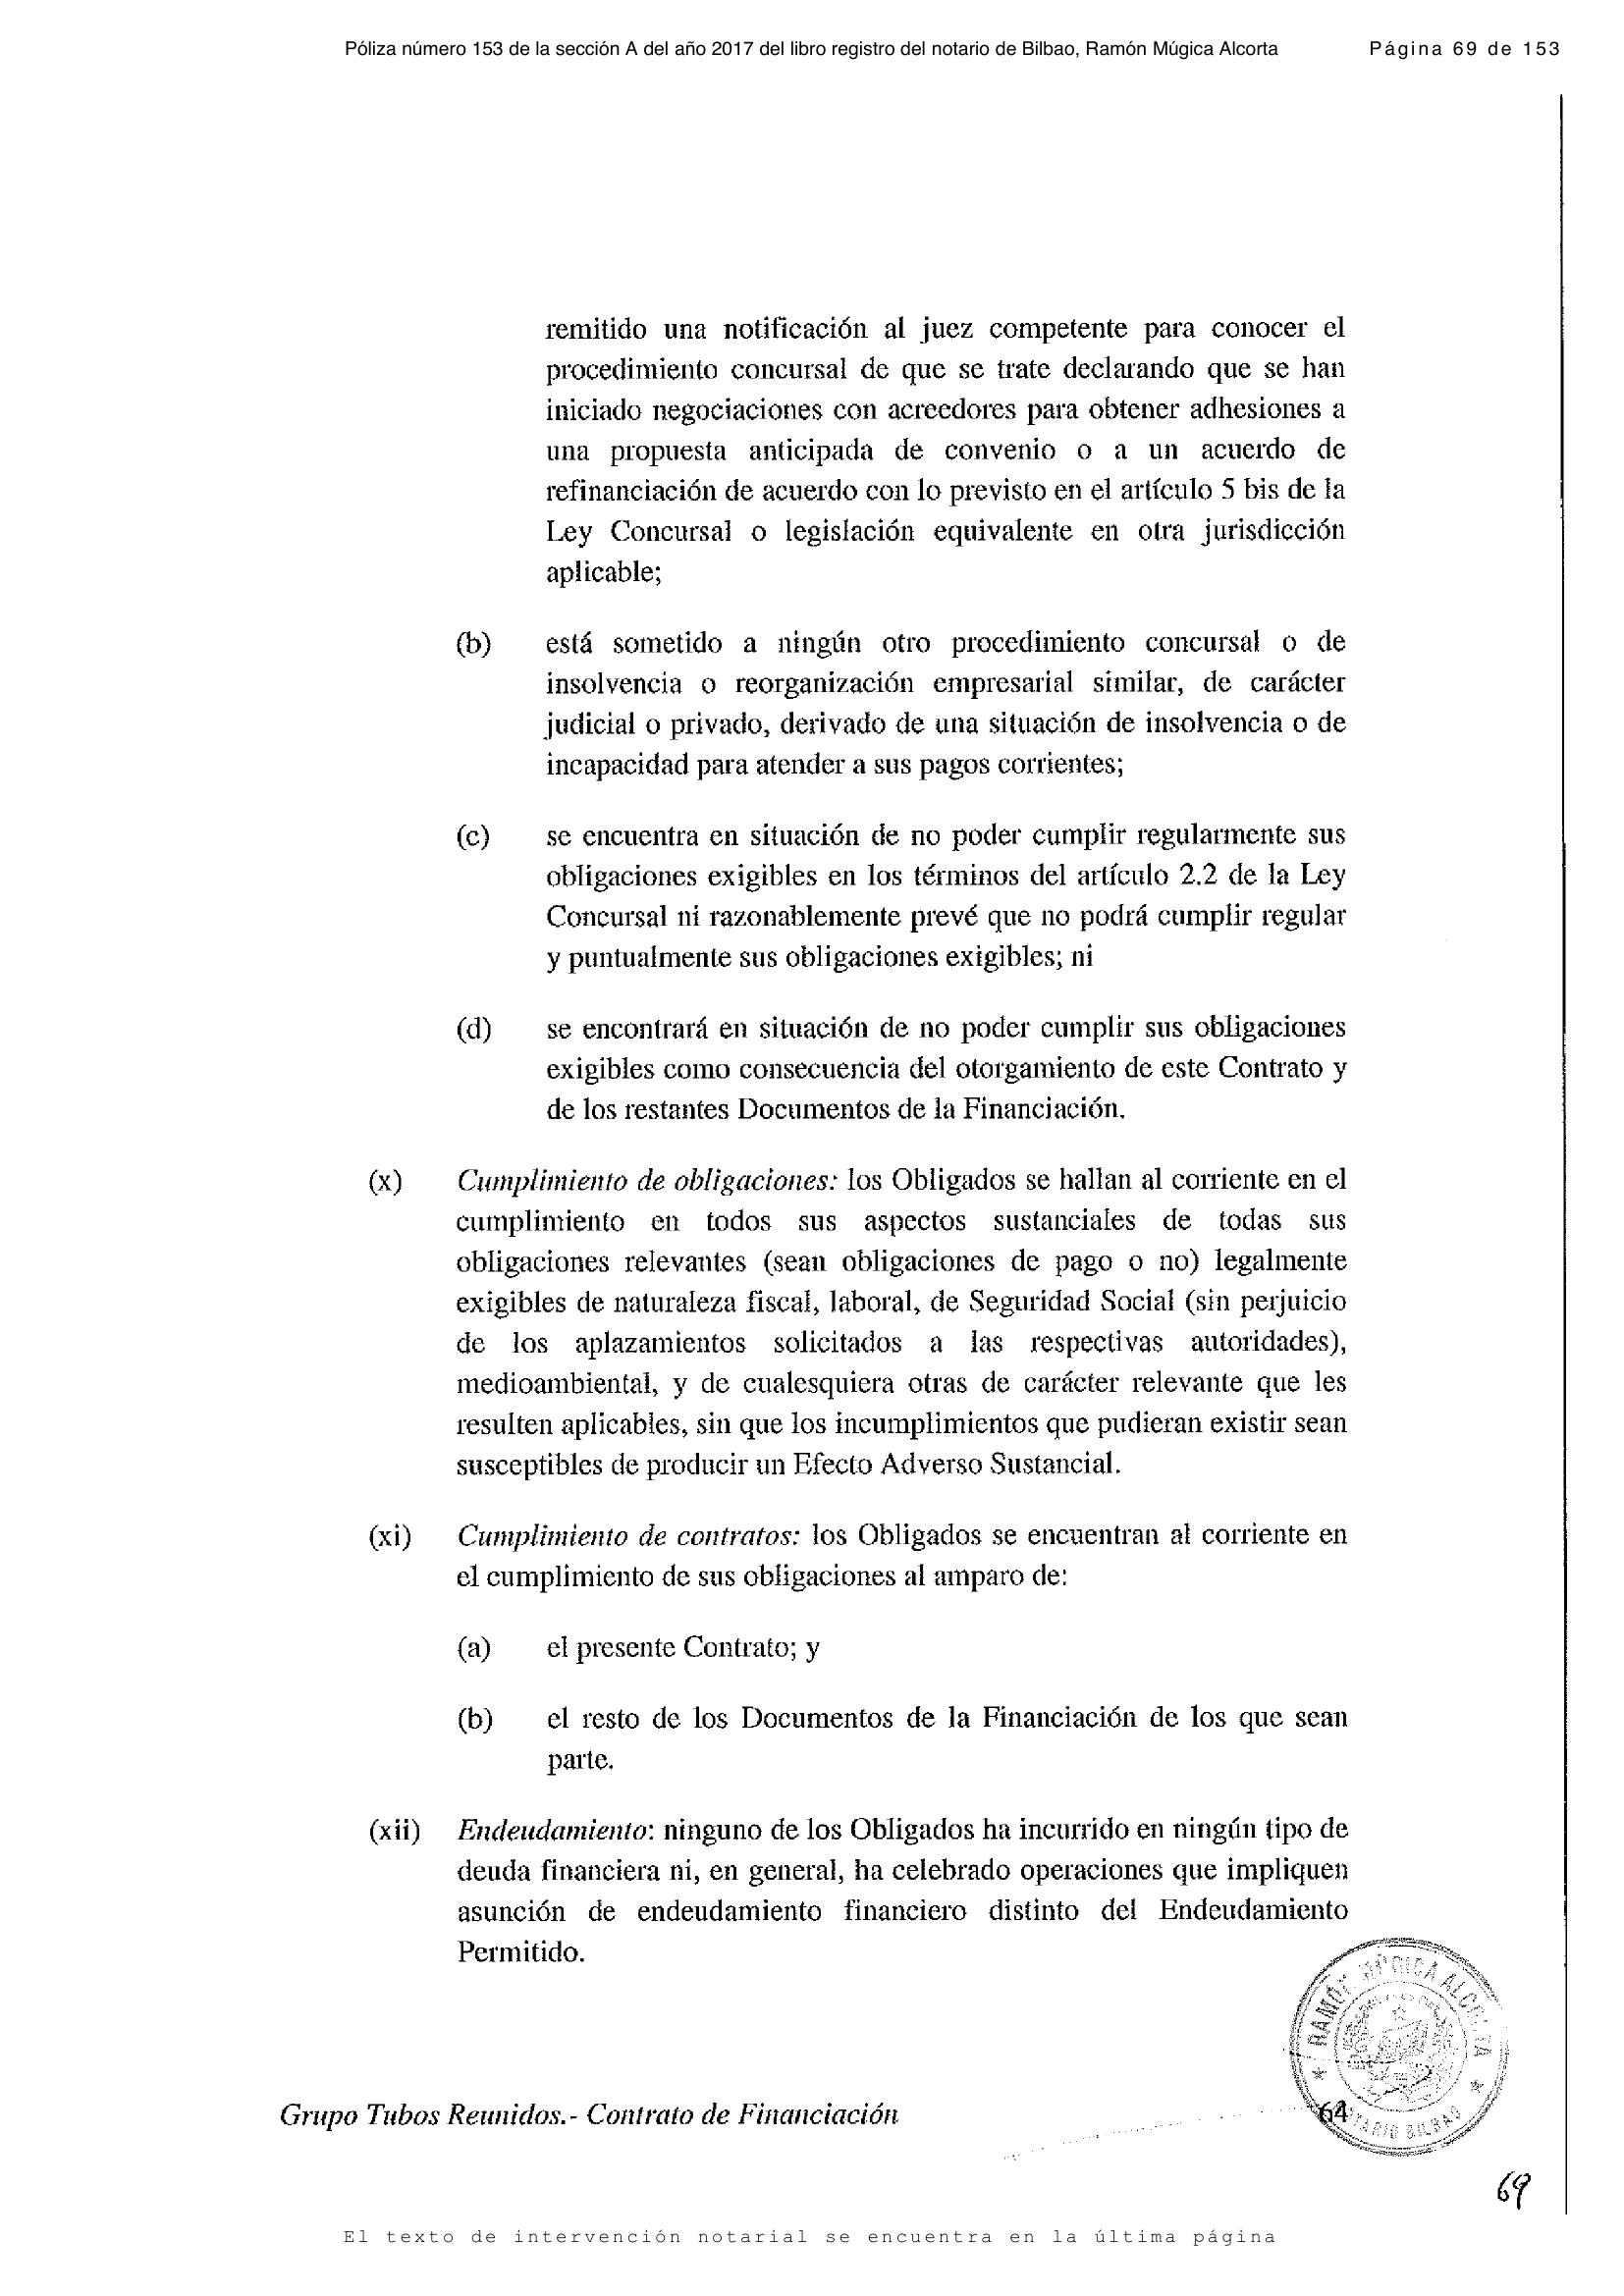 Póliza número 153 de la sección A del año 2017 del libro registro del notario de Bilbao, Ramón Múgica Alcorta Página 69 de 153
remitido una notificación al juez competente para conocer el
procedimiento concursal de que se trate declarando que se han
iniciado negociaciones con acreedores para obtener adhesiones a
una propuesta anticipada de convenio o a un acuerdo de
refinanciación de acuerdo con lo previsto en el artículo 5 bis de la
Ley Concursal o legislación equivalente en otra jurisdicción
aplicable;
(b) está sometido a ningún otro procedimiento concursal o de
insolvencia o reorganización empresarial similar, de carácter
judicial o privado, derivado de una situación de insolvencia o de
incapacidad para atender a sus pagos corrientes;
(c) se encuentra en situación de no poder cumplir regularmente sus
obligaciones exigibles en los términos del artículo 2.2 de la Ley
Concursal ni razonablemente prevé que no podrá cumplir regular
y puntualmente sus obligaciones exigibles; ni
(d) se encontrará en situación de no poder cumplir sus obligaciones
exigibles como consecuencia del otorgamiento de este Contrato y
de los restantes Documentos de la Financiación.
(x) Cumplimiento de obligaciones: los Obligados se hallan al corriente en el
cumplimiento en todos sus aspectos sustanciales de todas sus
obligaciones relevantes (sean obligaciones de pago o no) legalmente
exigibles de naturaleza fiscal, laboral, de Seguridad Social (sin perjuicio
de los aplazamientos solicitados a las respectivas autoridades),
medioambiental, y de cualesquiera otras de carácter relevante que les
resulten aplicables, sin que los incumplimientos que pudieran existir sean
susceptibles de producir un Efecto Adverso Sustancial.
(xi) Cumplimiento de contratos: los Obligados se encuentran al corriente en
el cumplimiento de sus obligaciones al amparo de:
(a) el presente Contrato; y
(b) el resto de los Documentos de la Financiación de los que sean
parte.
(xii) Endeudamiento: ninguno de los Obligados ha incurrido en ningún tipo de
deuda financiera ni, en general, ha celebrado operaciones que impliquen
asunción de endeudamiento financiero distinto del Endeudamiento
Permitido.
RAMÓN MÚGICA ALCORTA
NOTARIO BILBAO
Grupo Tubos Reunidos.- Contrato de Financiación 64
69
El texto de intervención notarial se encuentra en la última página